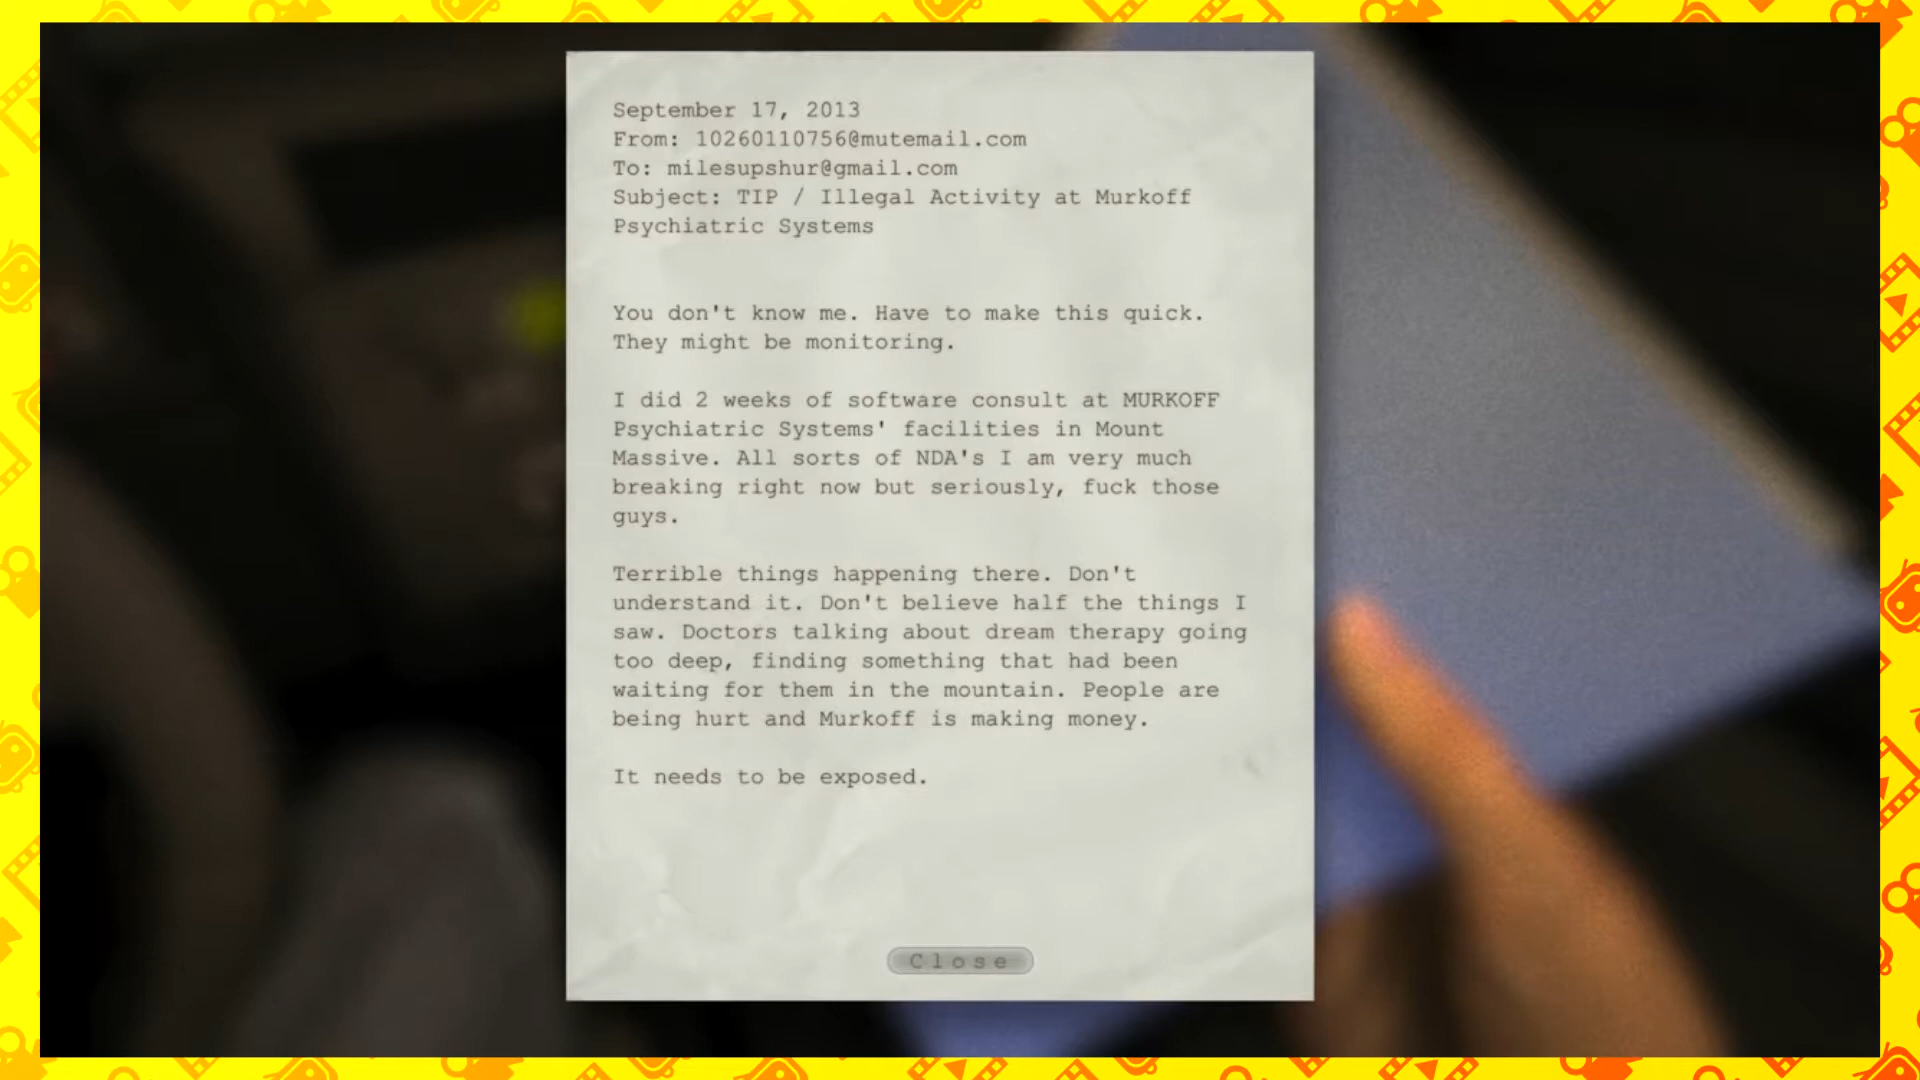 September 17, 2013
From: 10260110756@mutemail.com
To: milesupshur@gmail.com
Subject: TIP / Illegal Activity at Murkoff
Psychiatric Systems
You don't know me. Have to make this quick.
They might be monitoring.
I did 2 weeks of software consult at MURKOFF
Psychiatric Systems' facilities in Mount
Massive. All sorts of NDA's I am very much
breaking right now but seriously, fuck those
guys.
Terrible things happening there. Don't
understand it. Don't believe half the things I
saw. Doctors talking about dream therapy going
too deep, finding something that had been
waiting for them in the mountain. People are
being hurt and Murkoff is making money.
It needs to be exposed.
Close